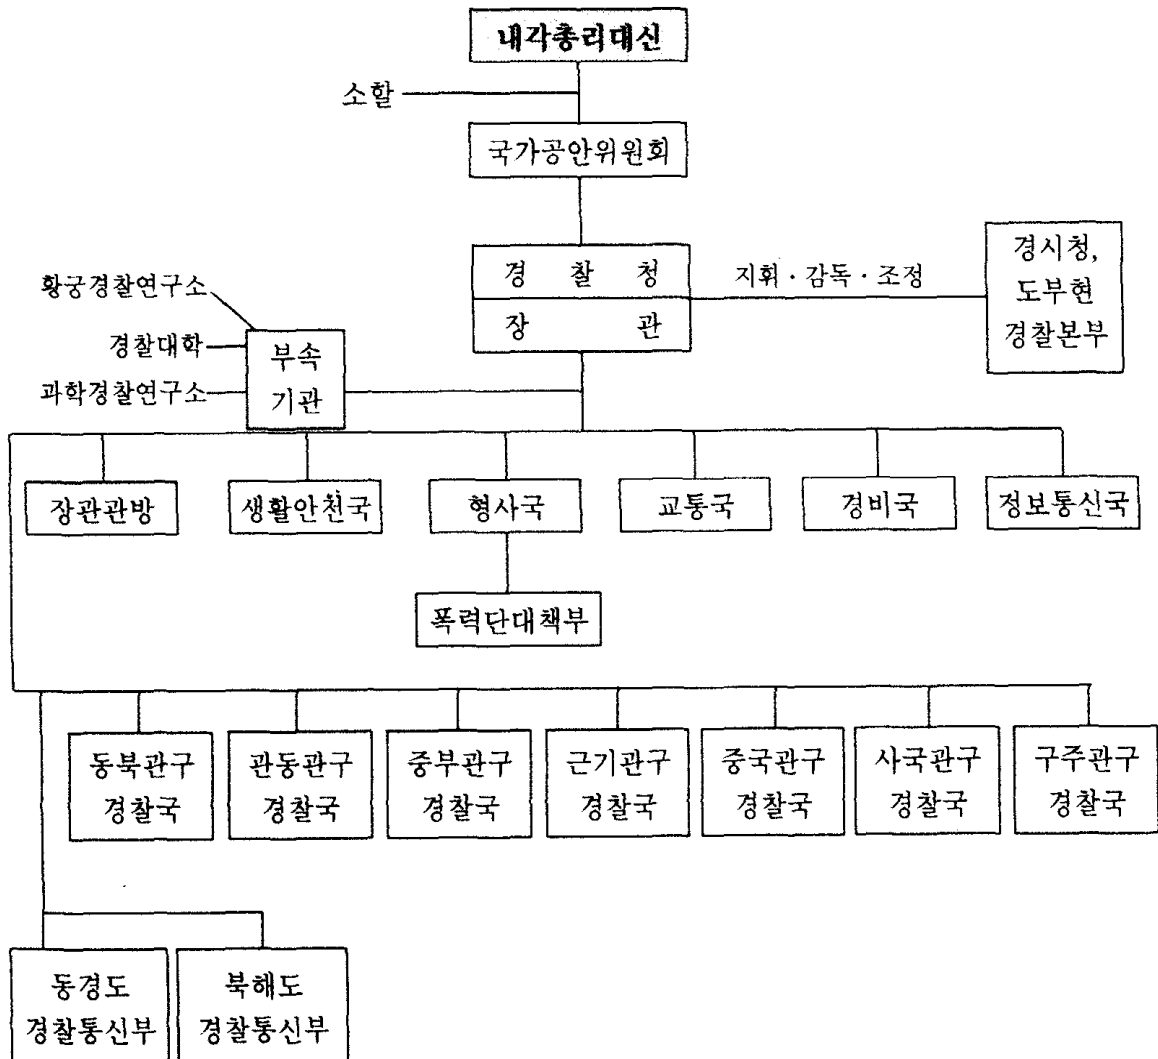 내각총리대신
소할
국가공안위원회
경 찰 청
장 관
지휘 · 감독 · 조정
경시청,
도부현
경찰본부
황궁경찰연구소
경찰대학
과학경찰연구소
부속
기관
장관관방
생활안천국
형사국
교통국
경비국
정보통신국
폭력단대책부
동북관구
경찰국
관동관구
경찰국
중부관구
경찰국
근기관구
경찰국
중국관구
경찰국
사국관구
경찰국
구주관구
경찰국
동경도
경찰통신부
북해도
경찰통신부